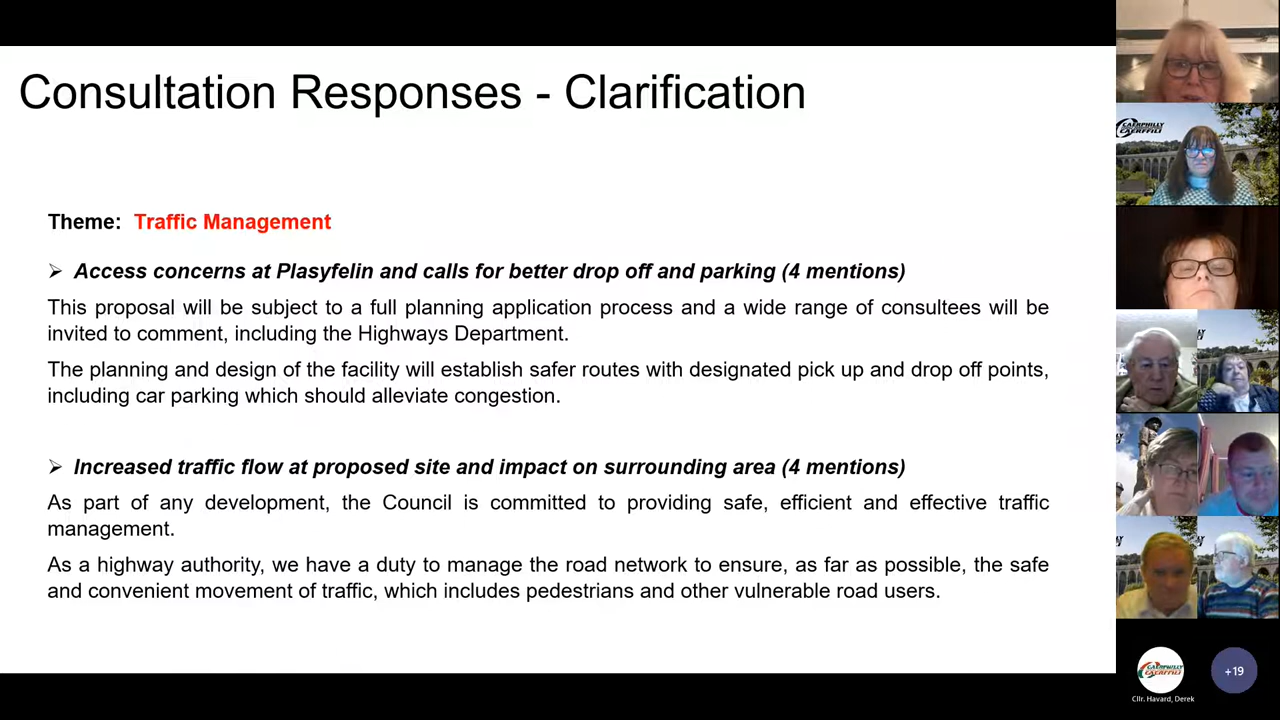 Consultation Responses - Clarification
Theme: Traffic Management
➢ Access concerns at Plasyfelin and calls for better drop off and parking (4 mentions)
This proposal will be subject to a full planning application process and a wide range of consultees will be
invited to comment, including the Highways Department.
The planning and design of the facility will establish safer routes with designated pick up and drop off points,
including car parking which should alleviate congestion.
➢ Increased traffic flow at proposed site and impact on surrounding area (4 mentions)
As part of any development, the Council is committed to providing safe, efficient and effective traffic
management.
As a highway authority, we have a duty to manage the road network to ensure, as far as possible, the safe
and convenient movement of traffic, which includes pedestrians and other vulnerable road users.
CAERPHILLY
CAERFFILI
CAERPHILLY
CAERFFILI
+19
Cllr. Havard, Derek